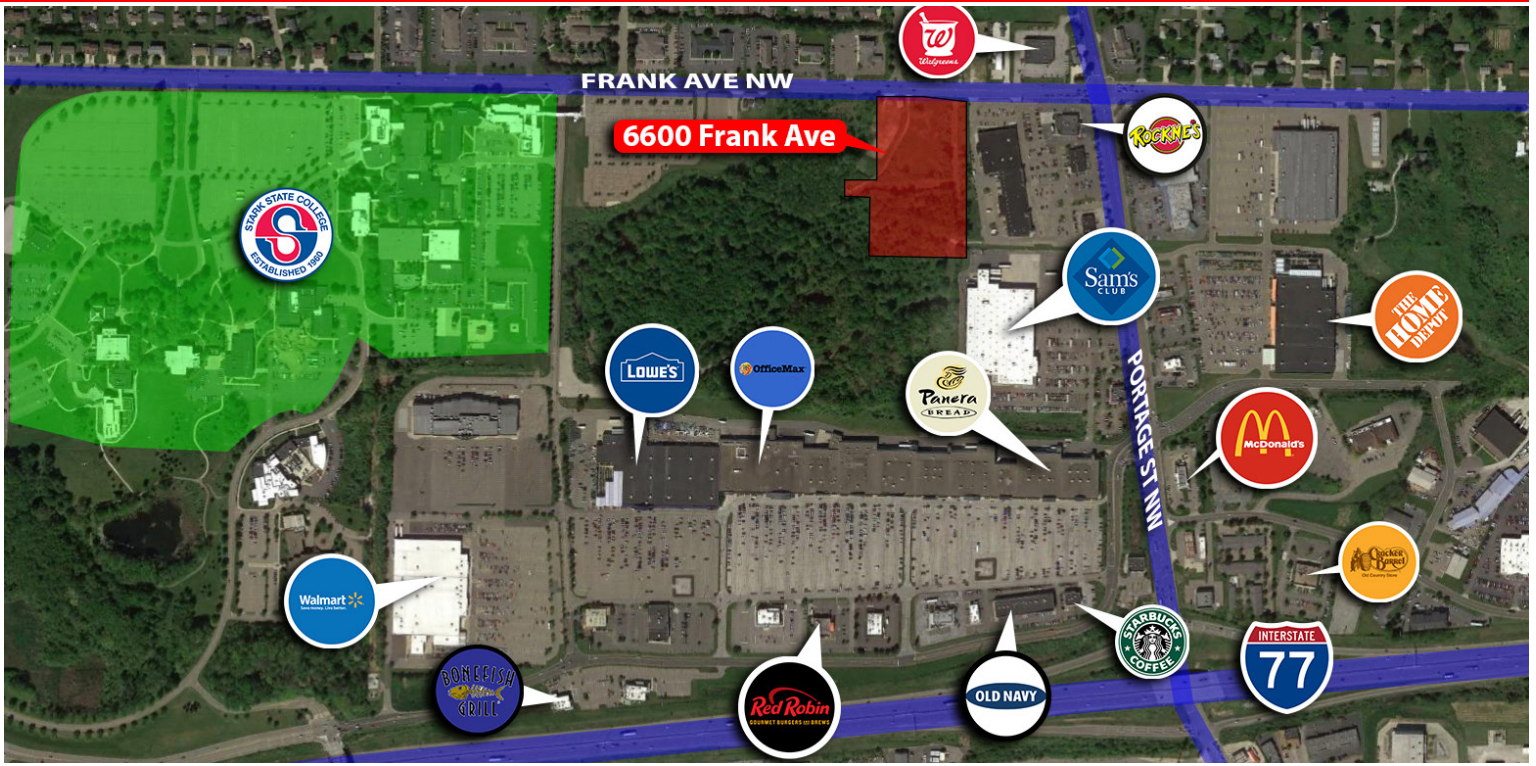 W
Walgreens
FRANK AVE NW
6600 Frank Ave
ROCKNE'S
STARK STATE COLLEGE
S
ESTABLISHED 1960
Sam's
CLUB
THE
HOME
DEPOT
LOWE'S
OfficeMax
Panera
BREAD
PORTAGE ST NW
McDonald's
Cracker
Barrel
Old Country Store
Walmart
Save money. Live better.
STARBUCKS
COFFEE
INTERSTATE
77
BONEFISH
GRILL
Red Robin
GOURMET BURGERS AND BREWS
OLD NAVY